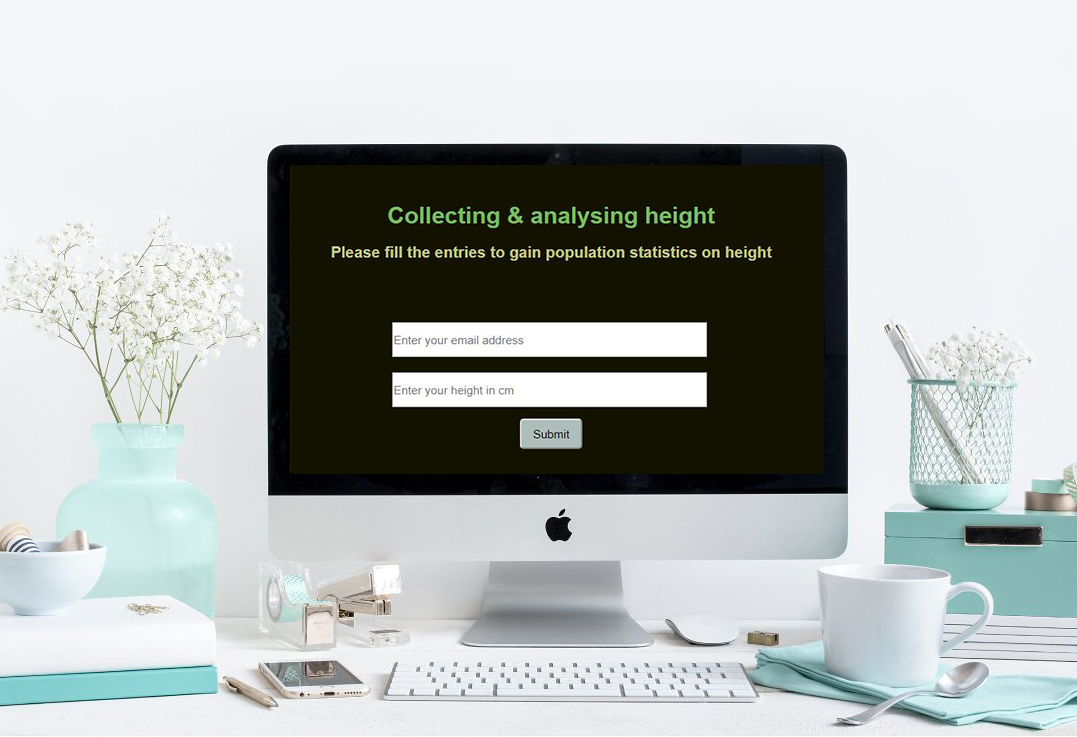 Collecting & analysing height
Please fill the entries to gain population statistics on height
Enter your email address
Enter your height in cm
Submit